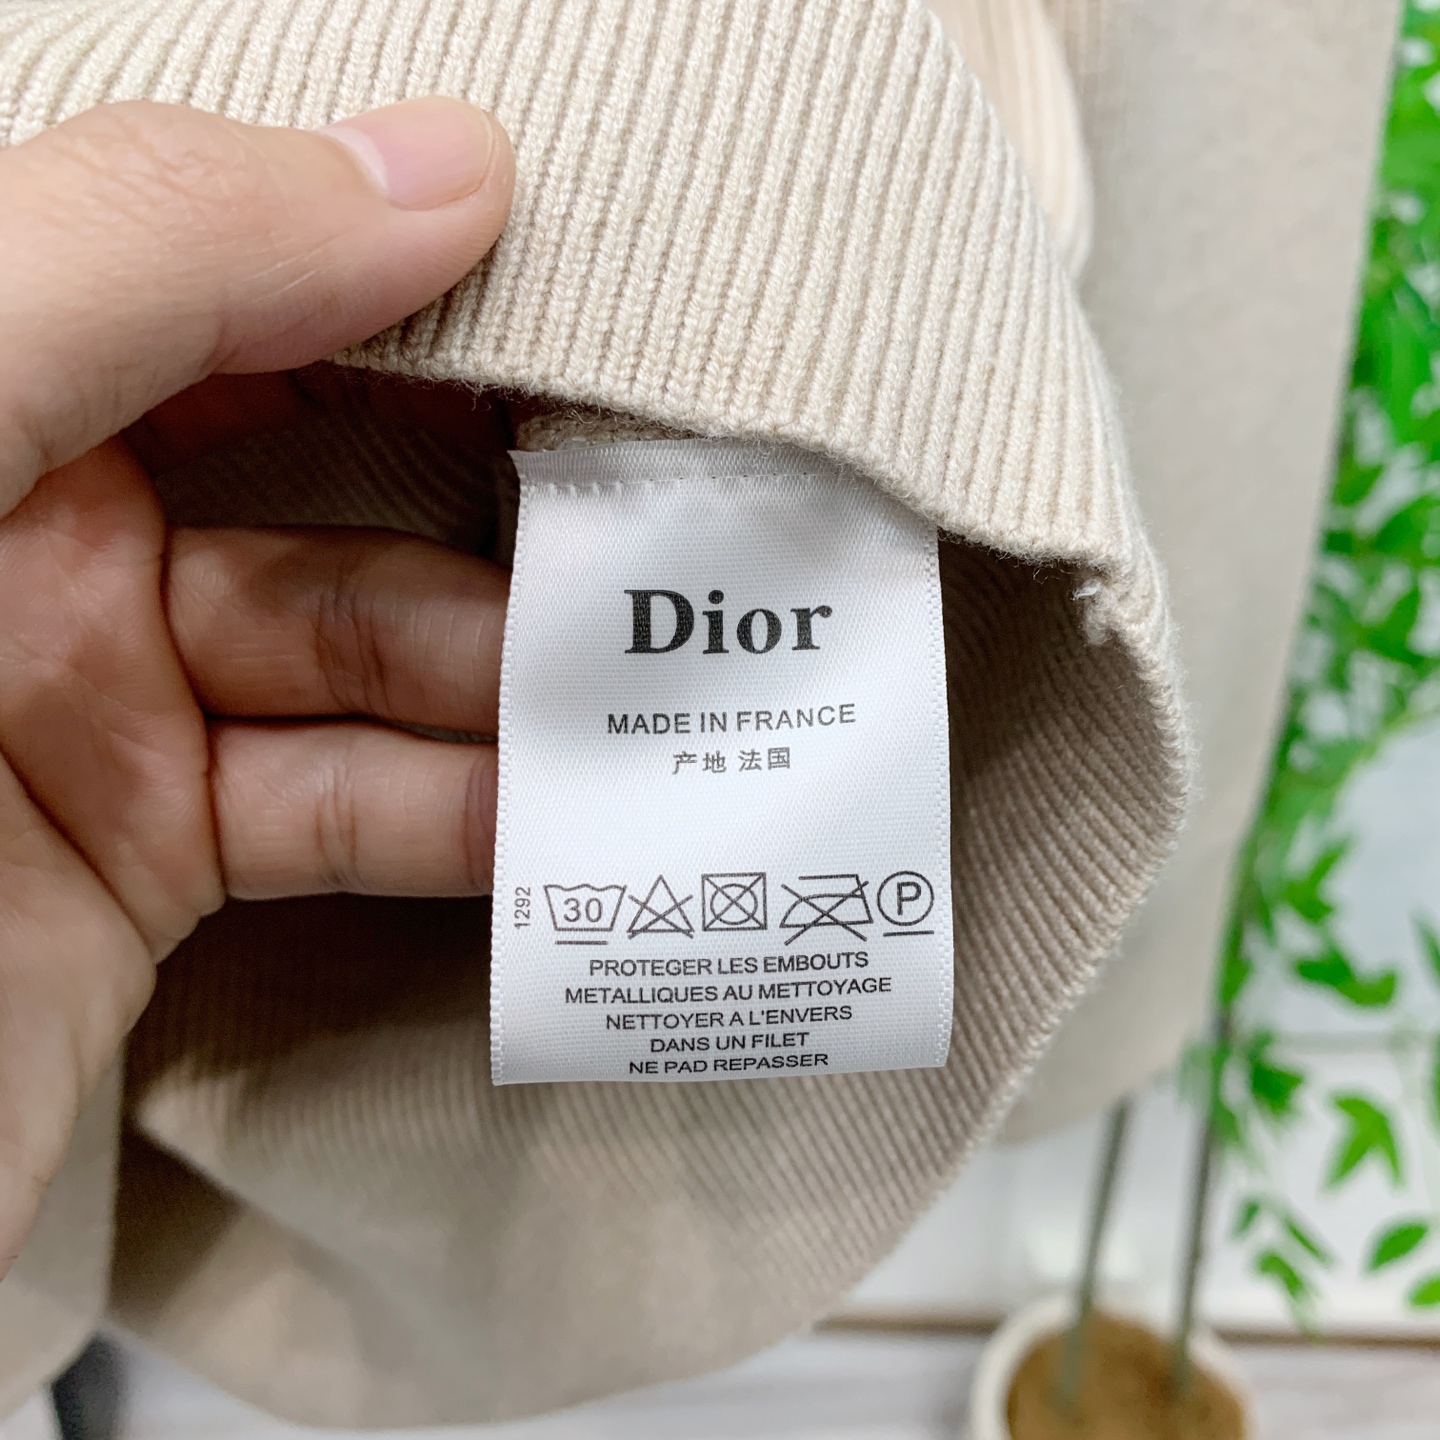 Dior
MADE IN FRANCE
产地 法国
1292
30
P
PROTEGER LES EMBOUTS
METALLIQUES AU METTOYAGE
NETTOYER A L'ENVERS
DANS UN FILET
NE PAD REPASSER